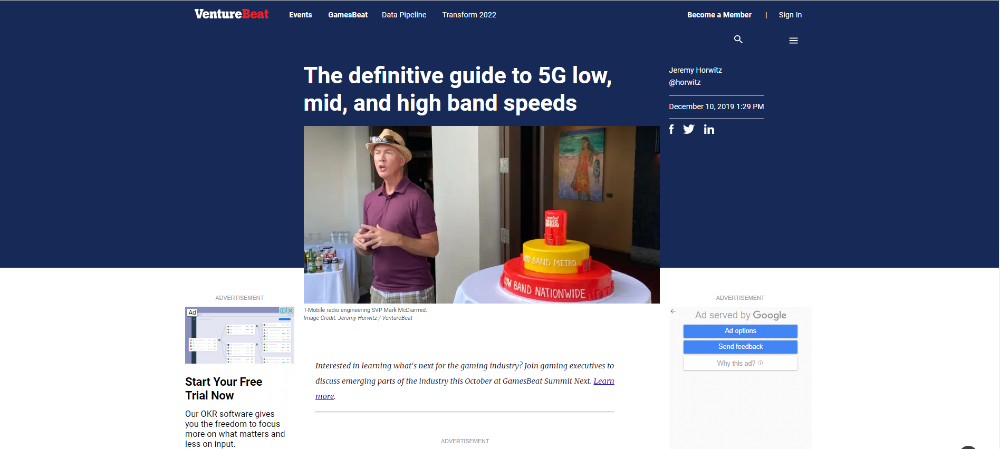 VentureBeat
Events
GamesBeat
Data Pipeline
Transform 2022
Become a Member
|
Sign In
The definitive guide to 5G low,
mid, and high band speeds
Jeremy Horwitz
@horwitz
December 10, 2019 1:29 PM
mmW
DENSE
URBAN
MID BAND METRO
LOW BAND NATIONWIDE
T-Mobile radio engineering SVP Mark McDiarmid.
Image Credit: Jeremy Horwitz / VentureBeat
ADVERTISEMENT
Ad
Start Your Free
Trial Now
Our OKR software gives
you the freedom to focus
more on what matters and
less on input.
Interested in learning what's next for the gaming industry? Join gaming executives to
discuss emerging parts of the industry this October at GamesBeat Summit Next. Learn
more.
ADVERTISEMENT
ADVERTISEMENT
Ad served by Google
Ad options
Send feedback
Why this ad?